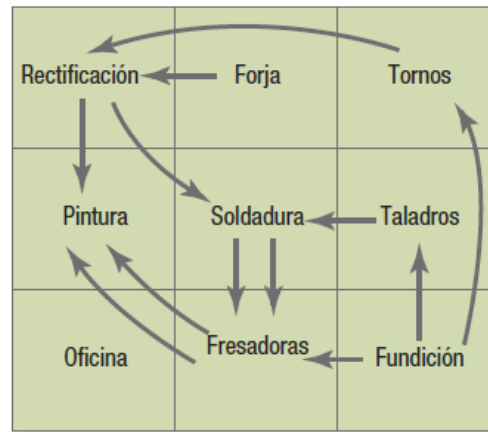 Rectificación
Forja
Tornos
Pintura
Soldadura
Taladros
Oficina
Fresadoras
Fundición